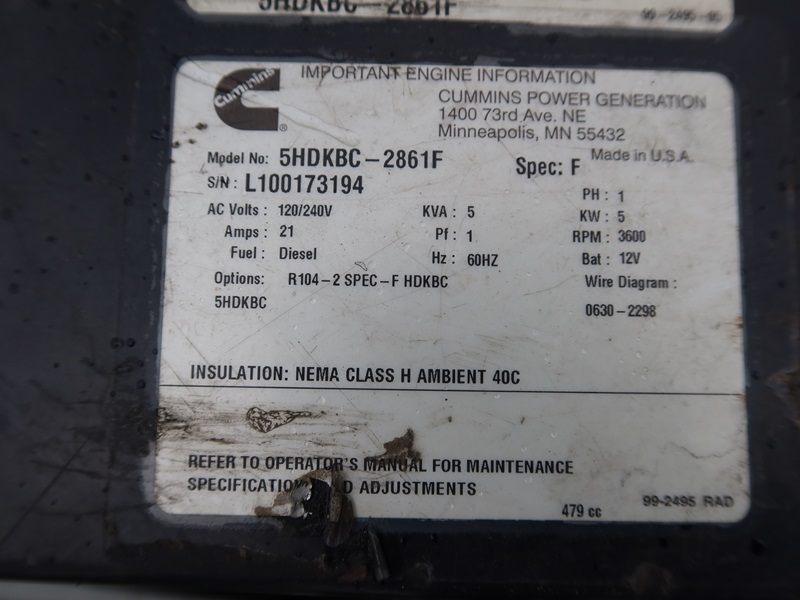 5HDKBC-2861F
99-2495-95
Cummins
IMPORTANT ENGINE INFORMATION
CUMMINS POWER GENERATION
1400 73rd Ave. NE
Minneapolis, MN 55432
Made in U.S.A.
Model No: 5HDKBC-2861F Spec: F
S/N: L100173194
PH: 1
AC Volts: 120/240V KVA: 5 KW: 5
Amps: 21 Pf: 1 RPM: 3600
Fuel: Diesel Hz: 60HZ Bat: 12V
Options: R104-2 SPEC-F HDKBC Wire Diagram:
5HDKBC 0630-2298
INSULATION: NEMA CLASS H AMBIENT 40C
REFER TO OPERATOR'S MANUAL FOR MAINTENANCE
SPECIFICATION D ADJUSTMENTS
479 cc 99-2495 RAD